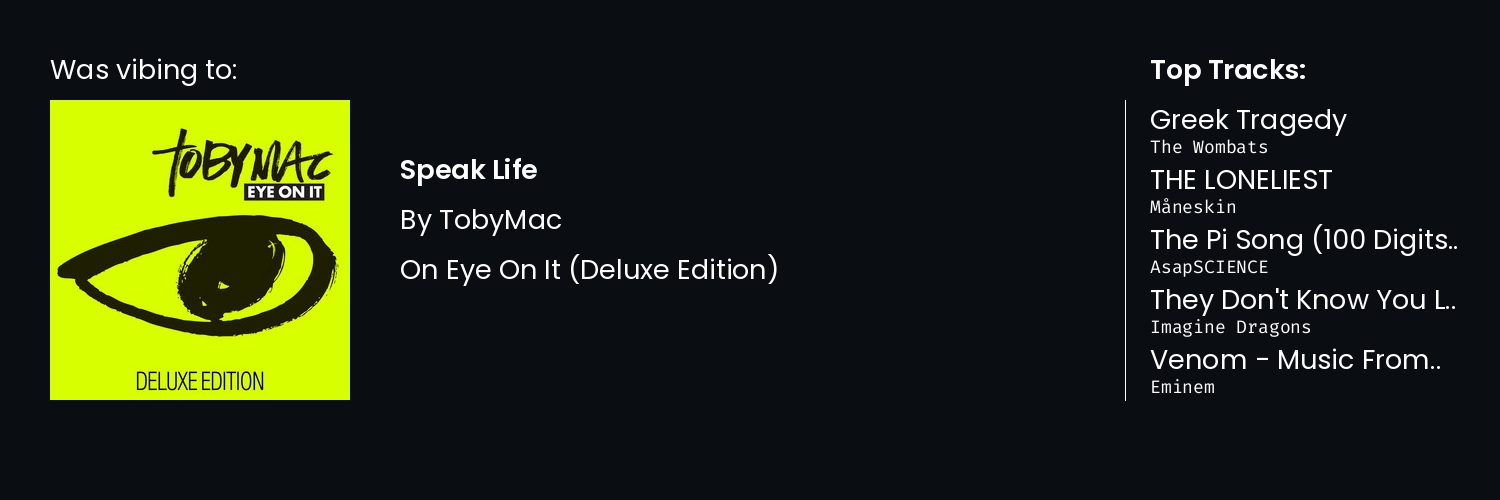 Was vibing to:
TOBYMAC
EYE ON IT
DELUXE EDITION
Speak Life
By TobyMac
On Eye On It (Deluxe Edition)
Top Tracks:
Greek Tragedy
The Wombats
THE LONELIEST
Måneskin
The Pi Song (100 Digits..
AsapSCIENCE
They Don't Know You L..
Imagine Dragons
Venom - Music From..
Eminem